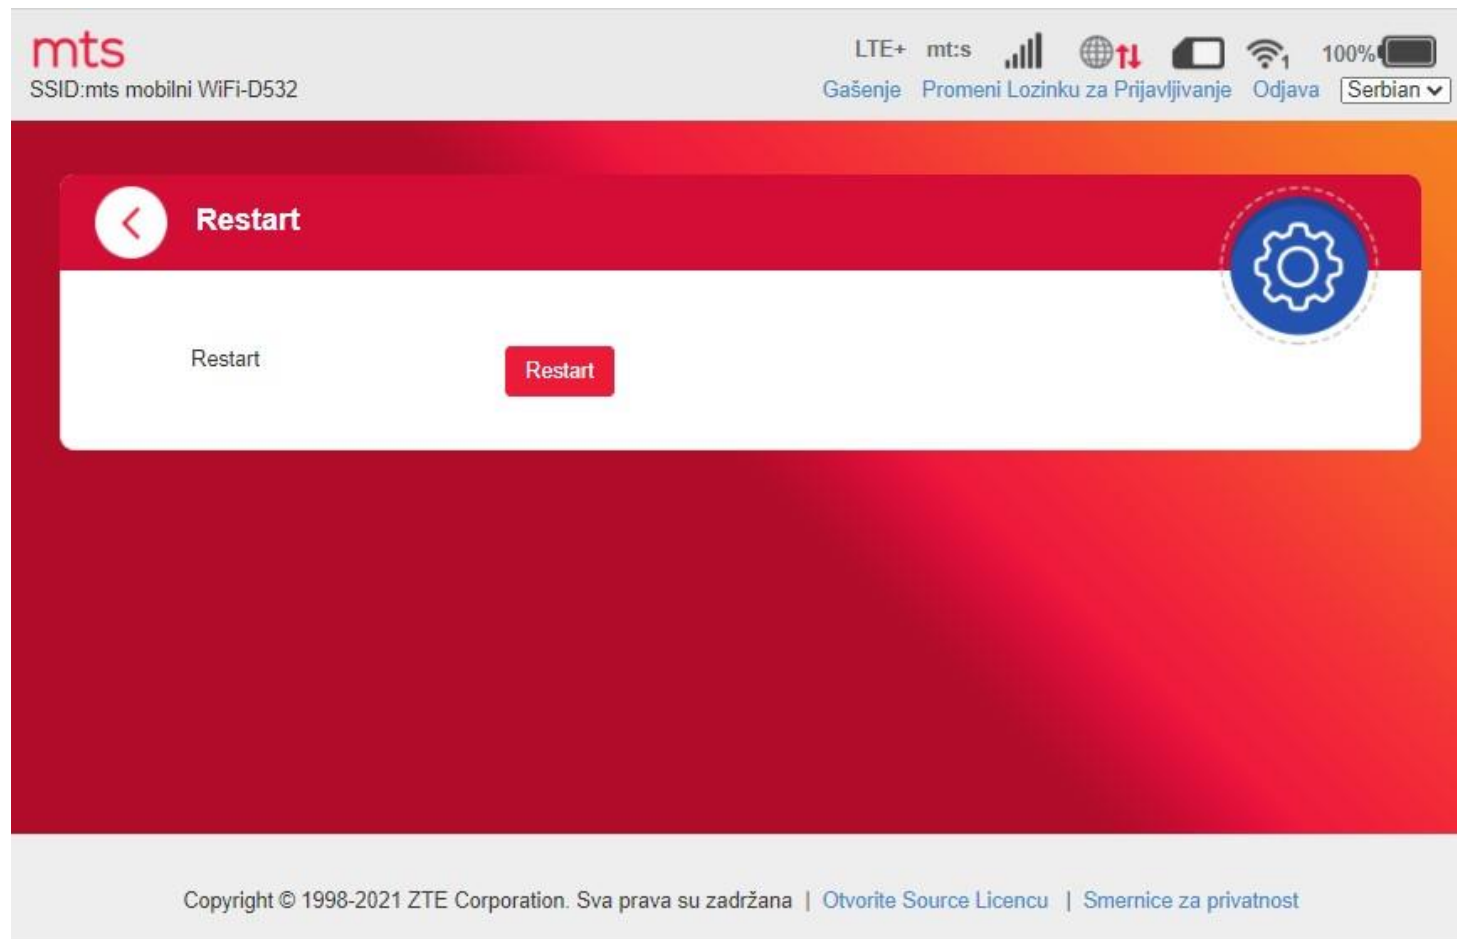 mts
SSID:mts mobilni WiFi-D532
LTE+ mt:s 1 100%
Gašenje Promeni Lozinku za Prijavljivanje Odjava Serbian
Restart
Restart Restart
Copyright © 1998-2021 ZTE Corporation. Sva prava su zadržana | Otvorite Source Licencu | Smernice za privatnost